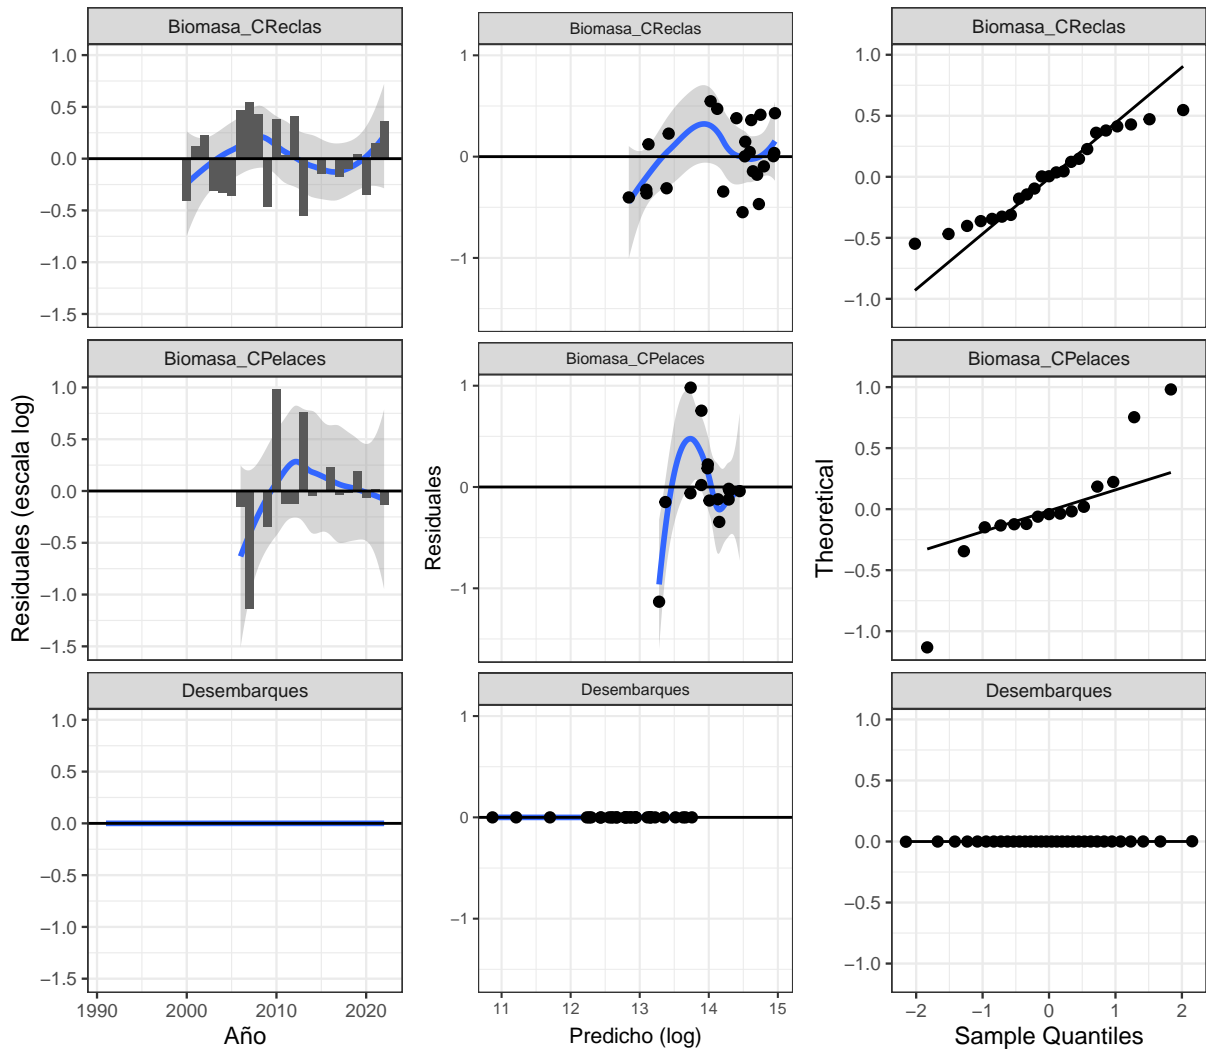 Biomasa_CReclas
Biomasa_CReclas
Biomasa_CReclas
1.0
0.5
0.0
−0.5
−1.0
−1.5
1
0
−1
1.0
0.5
0.0
−0.5
−1.0
Biomasa_CPelaces
Biomasa_CPelaces
Biomasa_CPelaces
Residuales (escala log)
1.0
0.5
0.0
−0.5
−1.0
−1.5
Residuales
1
0
−1
Theoretical
1.0
0.5
0.0
−0.5
−1.0
Desembarques
Desembarques
Desembarques
1.0
0.5
0.0
−0.5
−1.0
−1.5
1
0
−1
1.0
0.5
0.0
−0.5
−1.0
1990 2000 2010 2020
11 12 13 14 15
−2 −1 0 1 2
Año
Predicho (log)
Sample Quantiles